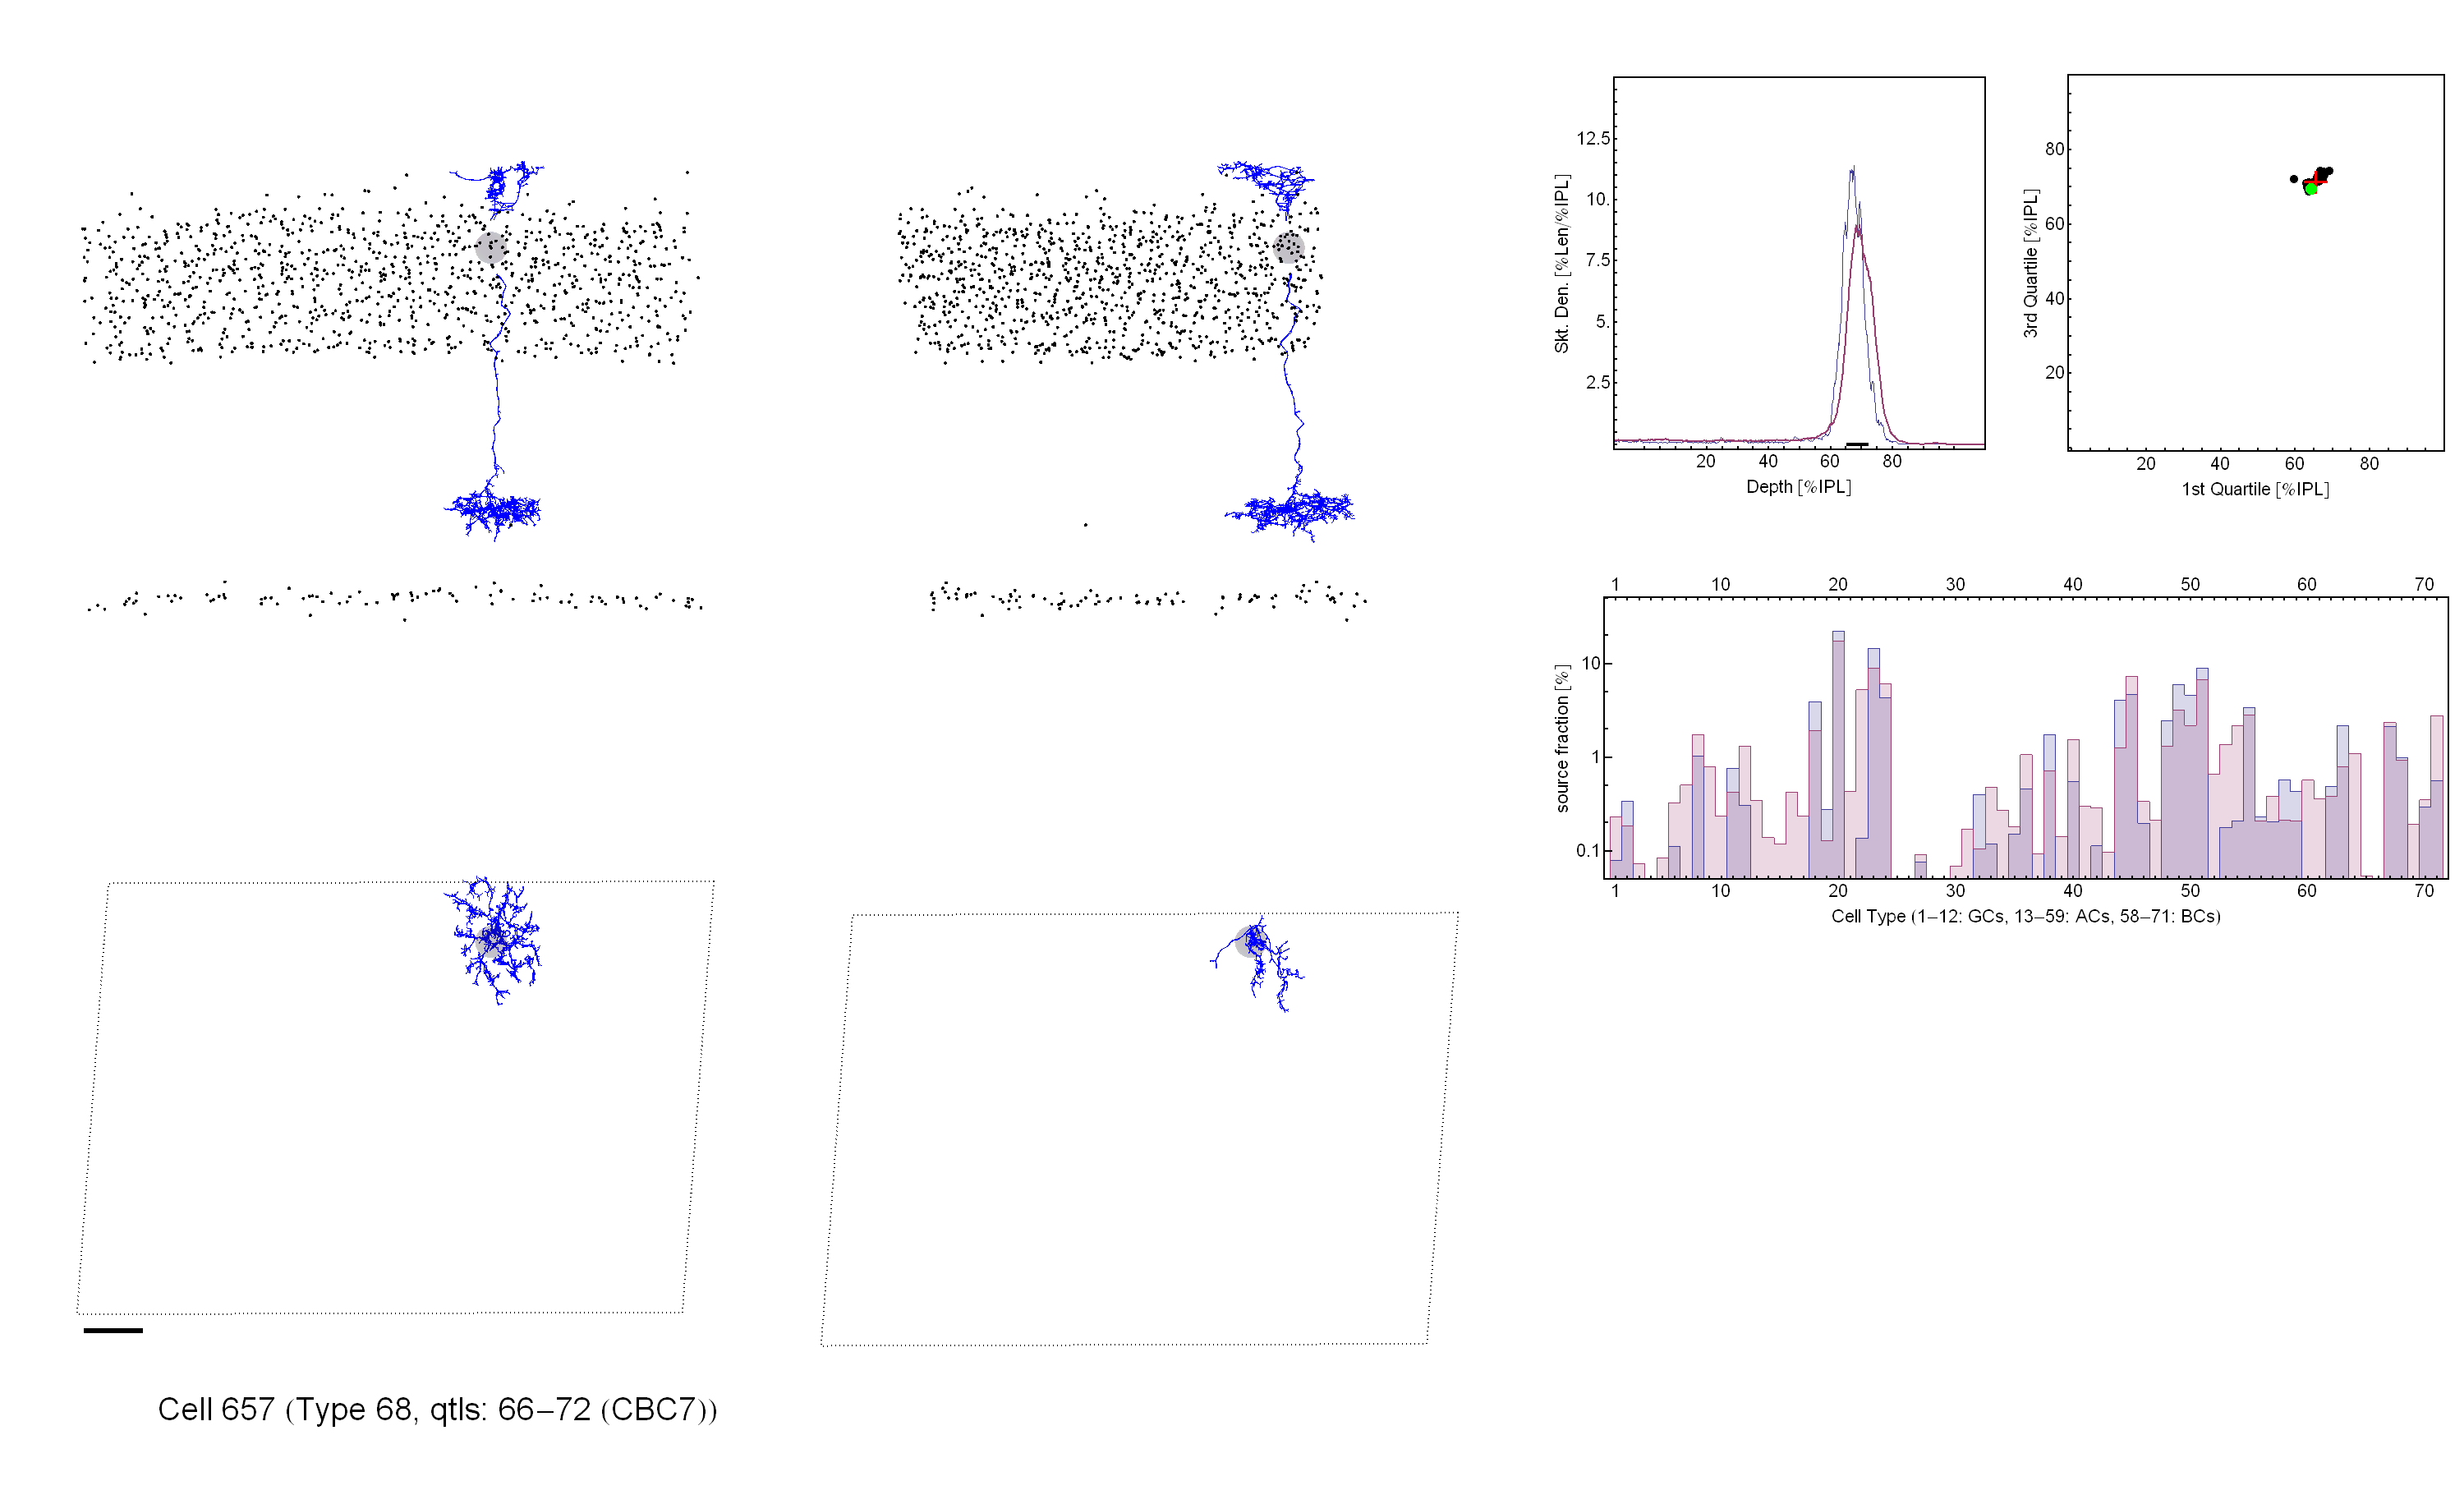 12.5
10.
7.5
5.
2.5
Skt. Den. [%Len/%IPL]
20 40 60 80
Depth [%IPL]
80
60
40
20
3rd Quartile [%IPL]
20 40 60 80
1st Quartile [%IPL]
1 10 20 30 40 50 60 70
10
1
0.1
source fraction [%]
1 10 20 30 40 50 60 70
Cell Type (1–12: GCs, 13–59: ACs, 58–71: BCs)
Cell 657 (Type 68, qtls: 66–72 (CBC7))